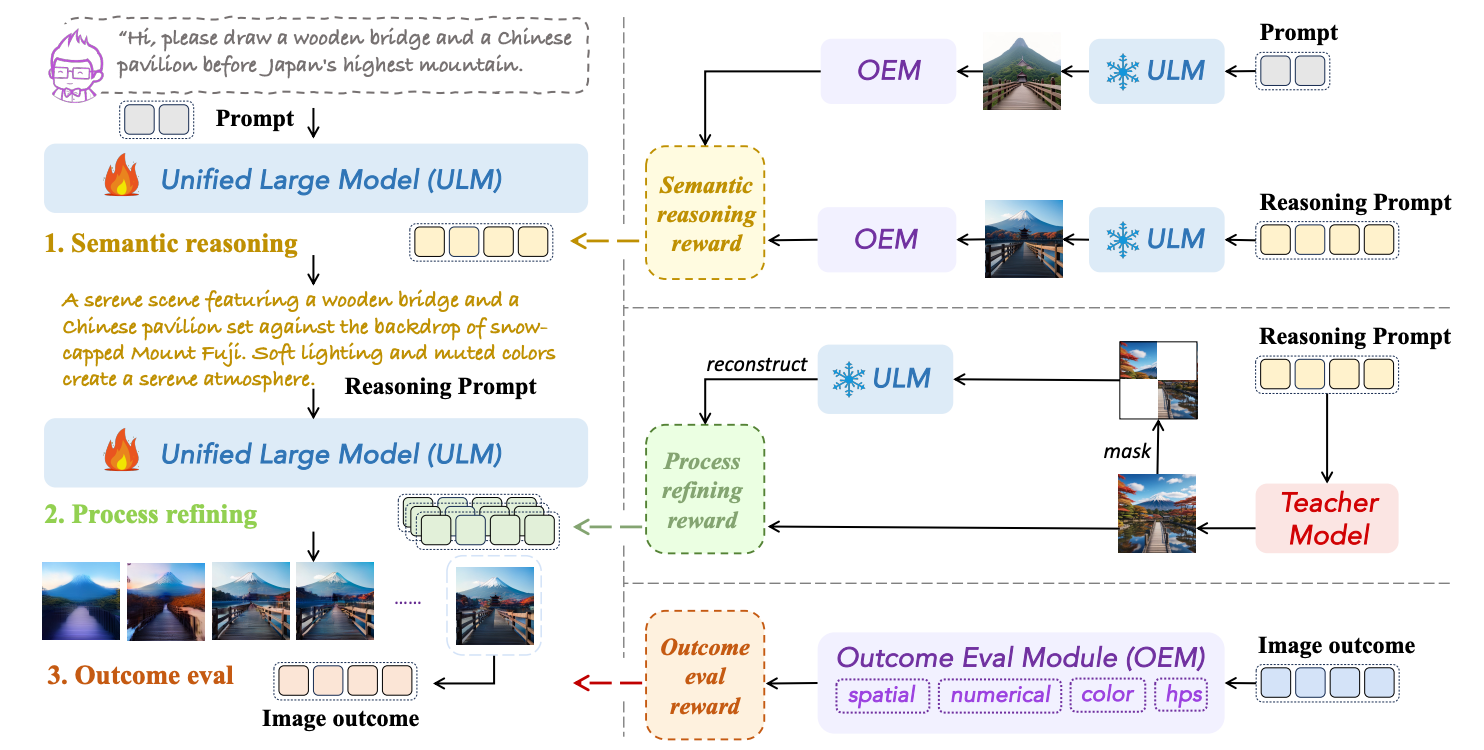 “Hi, please draw a wooden bridge and a Chinese
pavilion before Japan's highest mountain.
Prompt
Unified Large Model (ULM)
1. Semantic reasoning
A serene scene featuring a wooden bridge and a
Chinese pavilion set against the backdrop of snow-
capped Mount Fuji. Soft lighting and muted colors
create a serene atmosphere.
Reasoning Prompt
Unified Large Model (ULM)
2. Process refining
......
3. Outcome eval
Image outcome
Prompt
OEM
ULM
Semantic
reasoning
reward
Reasoning Prompt
OEM
ULM
Reasoning Prompt
reconstruct
ULM
mask
Process
refining
reward
Teacher
Model
Outcome
eval
reward
Outcome Eval Module (OEM)
spatial
numerical
color
hps
Image outcome